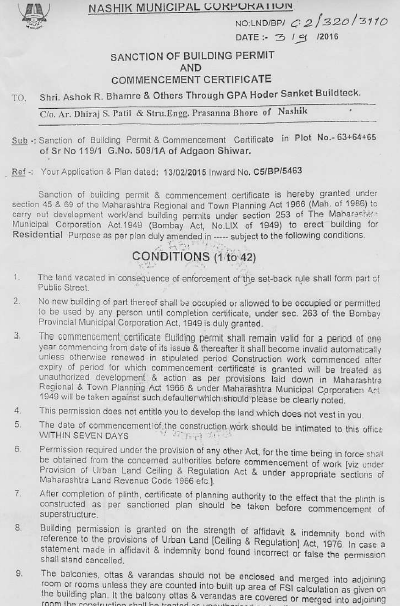 NASHIK MUNICIPAL CORPORATION
NO:LND/BP/ C2/320/3110
DATE :- 3/9/2016
SANCTION OF BUILDING PERMIT
AND
COMMENCEMENT CERTIFICATE
TO, Shri. Ashok R. Bhamre & Others Through GPA Hoder Sanket Buildteck.
C/o. Ar. Dhiraj S. Patil & Stru.Engg. Prasanna Bhore of Nashik
Sub -: Sanction of Building Permit & Commencement Certificate in Plot No.- 63+64+65
of Sr No 119/1 G.No. 509/1A of Adgaon Shiwar.
Ref -: Your Application & Plan dated: 13/02/2015 Inward No. C5/BP/5463
Sanction of building permit & commencement certificate is hereby granted under
section 45 & 69 of the Maharashtra Regional and Town Planning Act 1966 (Mah. of 1966) to
carry out development work/and building permits under section 253 of The Maharashtra
Municipal Corporation Act.1949 (Bombay Act, No.LIX of 1949) to erect building for
Residential Purpose as per plan duly amended in ----- subject to the following conditions.
CONDITIONS (1 to 42)
1. The land vacated in consequence of enforcement of the set-back rule shall form part of
Public Street.
2. No new building of part thereof shall be occupied or allowed to be occupied or permitted
to be used by any person until completion certificate, under sec. 263 of the Bombay
Provincial Municipal Corporation Act, 1949 is duly granted.
3. The commencement certificate Building permit shall remain valid for a period of one
year commencing from date of its issue & thereafter it shall become invalid automatically
unless otherwise renewed in stipulated period Construction work commenced after
expiry of period for which commencement certificate is granted will be treated as
unauthorized development & action as per provisions laid down in Maharashtra
Regional & Town Planning Act 1966 & under Maharashtra Municipal Corporation Act
1949 will be taken against such defaulter which should please be clearly noted.
4. This permission does not entitle you to develop the land which does not vest in you
5. The date of commencement of the construction work should be intimated to this office
WITHIN SEVEN DAYS
6. Permission required under the provision of any other Act, for the time being in force shall
be obtained from the concerned authorities before commencement of work [viz under
Provision of Urban Land Ceiling & Regulation Act & under appropriate sections of
Maharashtra Land Revenue Code 1966 etc.].
7. After completion of plinth, certificate of planning authority to the effect that the plinth is
constructed as per sanctioned plan should be taken before commencement of
superstructure.
8. Building permission is granted on the strength of affidavit & indemnity bond with
reference to the provisions of Urban Land [Ceiling & Regulation] Act, 1976. In case a
statement made in affidavit & indemnity bond found incorrect or false the permission
shall stand cancelled.
9. The balconies, ottas & varandas should not be enclosed and merged into adjoining
room or rooms unless they are counted into built up area of FSI calculation as given on
the building plan. It the balcony ottas & verandas are covered or merged into adjoining
room the construction shall be treated as